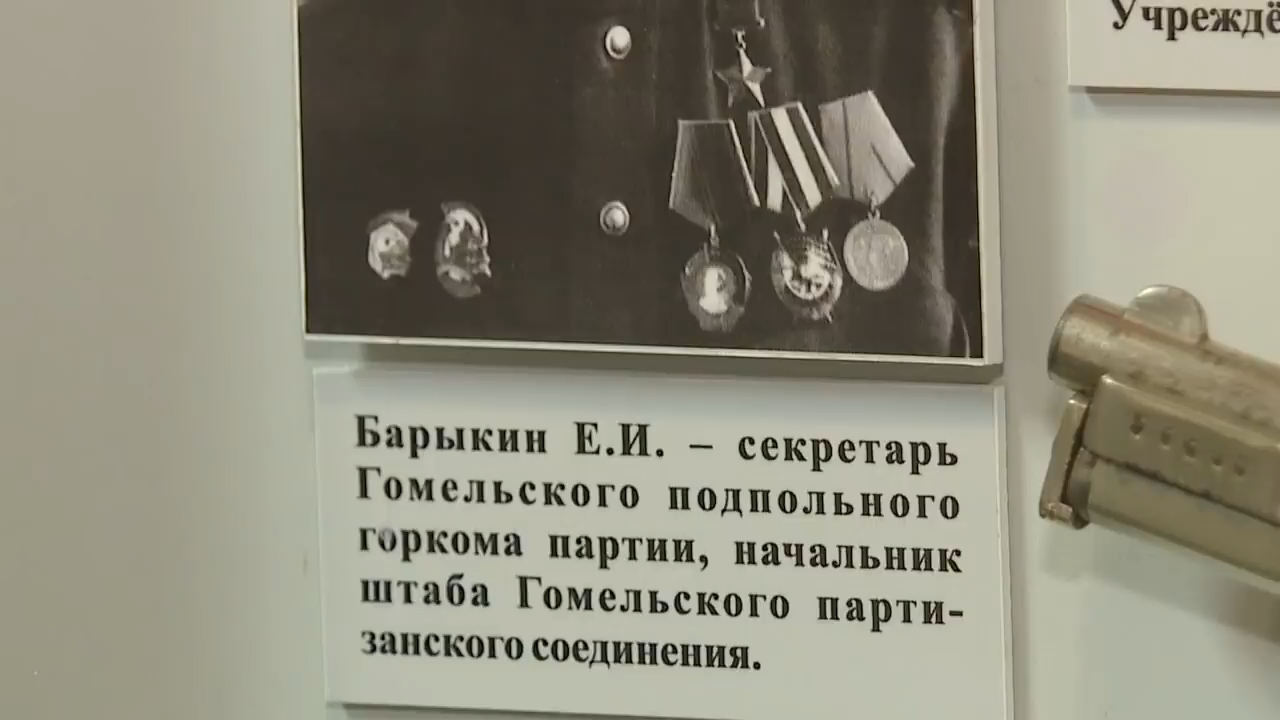 Учреждё
Барыкин Е.И. – секретарь
Гомельского подпольного
горкома партии, начальник
штаба Гомельского парти-
занского соединения.